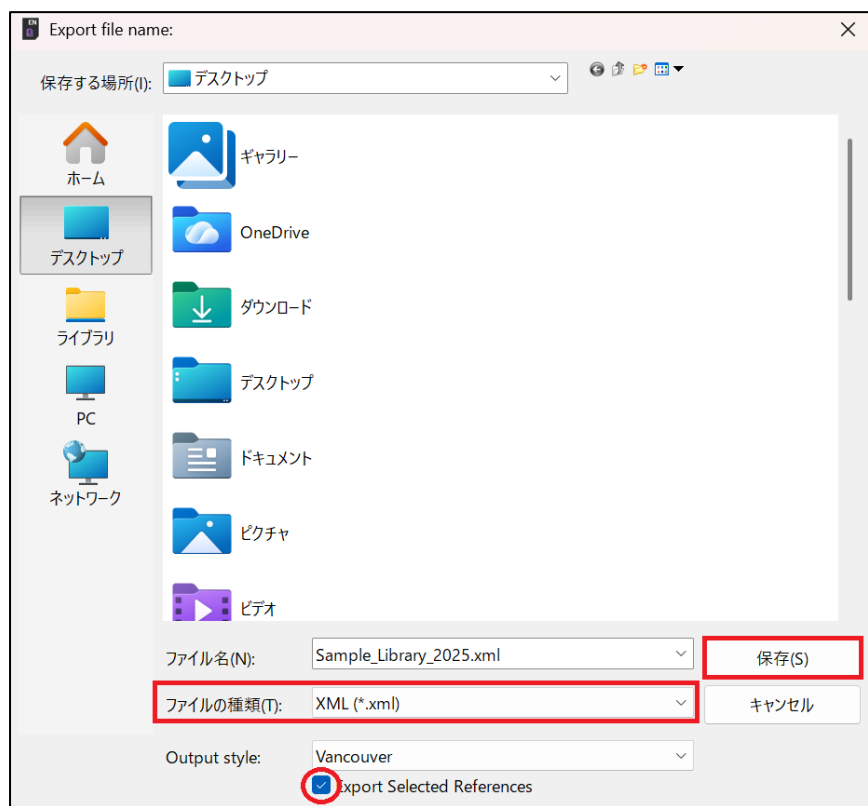 EN
Export file name:
保存する場所(I):
デスクトップ
ホーム
デスクトップ
ライブラリ
PC
ネットワーク
ギャラリー
OneDrive
ダウンロード
デスクトップ
ドキュメント
ピクチャ
ビデオ
ファイル名(N):
Sample_Library_2025.xml
保存(S)
ファイルの種類(T):
XML (*.xml)
キャンセル
Output style:
Vancouver
Export Selected References